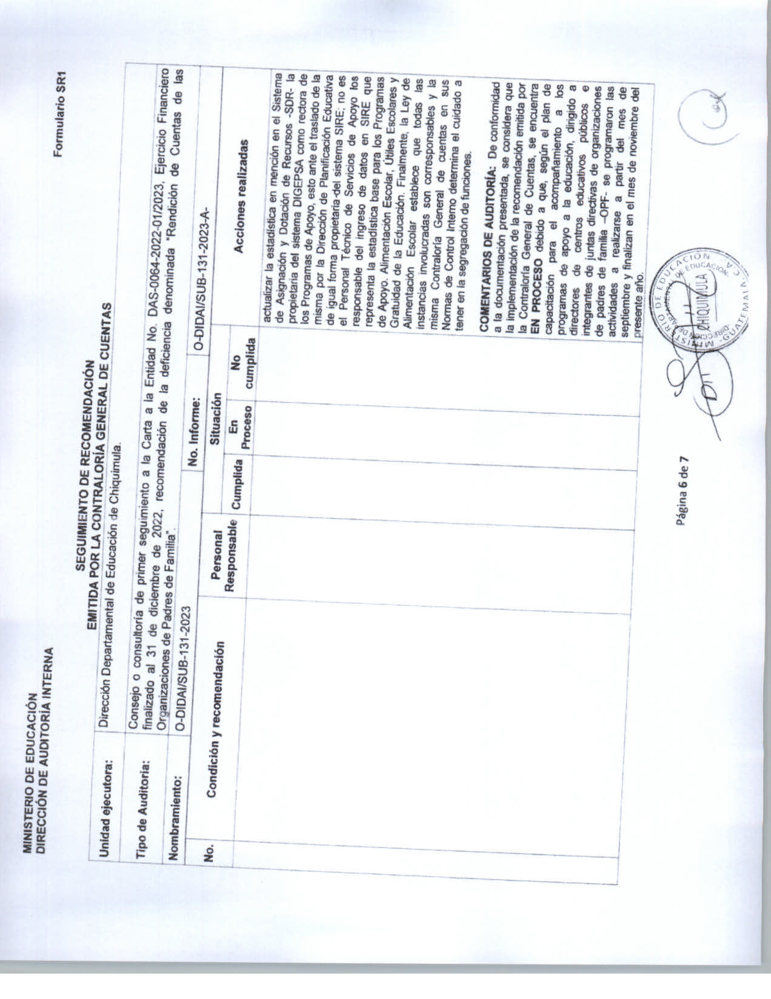 MINISTERIO DE EDUCACIÓN
DIRECCIÓN DE AUDITORÍA INTERNA
Formulario SR1
SEGUIMIENTO DE RECOMENDACIÓN
EMITIDA POR LA CONTRALORÍA GENERAL DE CUENTAS
Unidad ejecutora:
Dirección Departamental de Educación de Chiquimula.
Tipo de Auditoria:
Consejo o consultoría de primer seguimiento a la Carta a la Entidad No. DAS-0064-2022-01/2023, Ejercicio Financiero
finalizado al 31 de diciembre de 2022, recomendación de la deficiencia denominada "Rendición de Cuentas de las
Organizaciones de Padres de Familia".
Nombramiento:
O-DIDAI/SUB-131-2023
No. Informe:
O-DIDAI/SUB-131-2023-A-
No.
Condición y recomendación
Personal
Responsable
Situación
Cumplida
En
Proceso
No
cumplida
Acciones realizadas
actualizar la estadística en mención en el Sistema
de Asignación y Dotación de Recursos -SDR- la
propietaria del sistema DIGEPSA como rectora de
los Programas de Apoyo, esto ante el traslado de la
misma por la Dirección de Planificación Educativa
de igual forma propietaria del sistema SIRE; no es
el Personal Técnico de Servicios de Apoyo los
responsable del ingreso de datos en SIRE que
representa la estadística base para los Programas
de Apoyo. Alimentación Escolar, Útiles Escolares y
Gratuidad de la Educación. Finalmente, la Ley de
Alimentación Escolar establece que todas las
instancias involucradas son corresponsables y la
misma Contraloría General de cuentas en sus
Normas de Control Interno determina el cuidado a
tener en la segregación de funciones.
COMENTARIOS DE AUDITORÍA: De conformidad
a la documentación presentada, se considera que
la implementación de la recomendación emitida por
la Contraloría General de Cuentas, se encuentra
EN PROCESO debido a que, según el plan de
capacitación para el acompañamiento a los
programas de apoyo a la educación, dirigido a
directores de centros educativos públicos e
integrantes de juntas directivas de organizaciones
de padres de familia –OPF- se programaron las
actividades a realizarse a partir del mes de
septiembre y finalizan en el mes de noviembre del
presente año.
MINISTERIO DE EDUCACIÓN
DIRECCIÓN DEPARTAMENTAL DE EDUCACIÓN
CHIQUIMULA
-GUATEMALA, C.A.-
Página 6 de 7